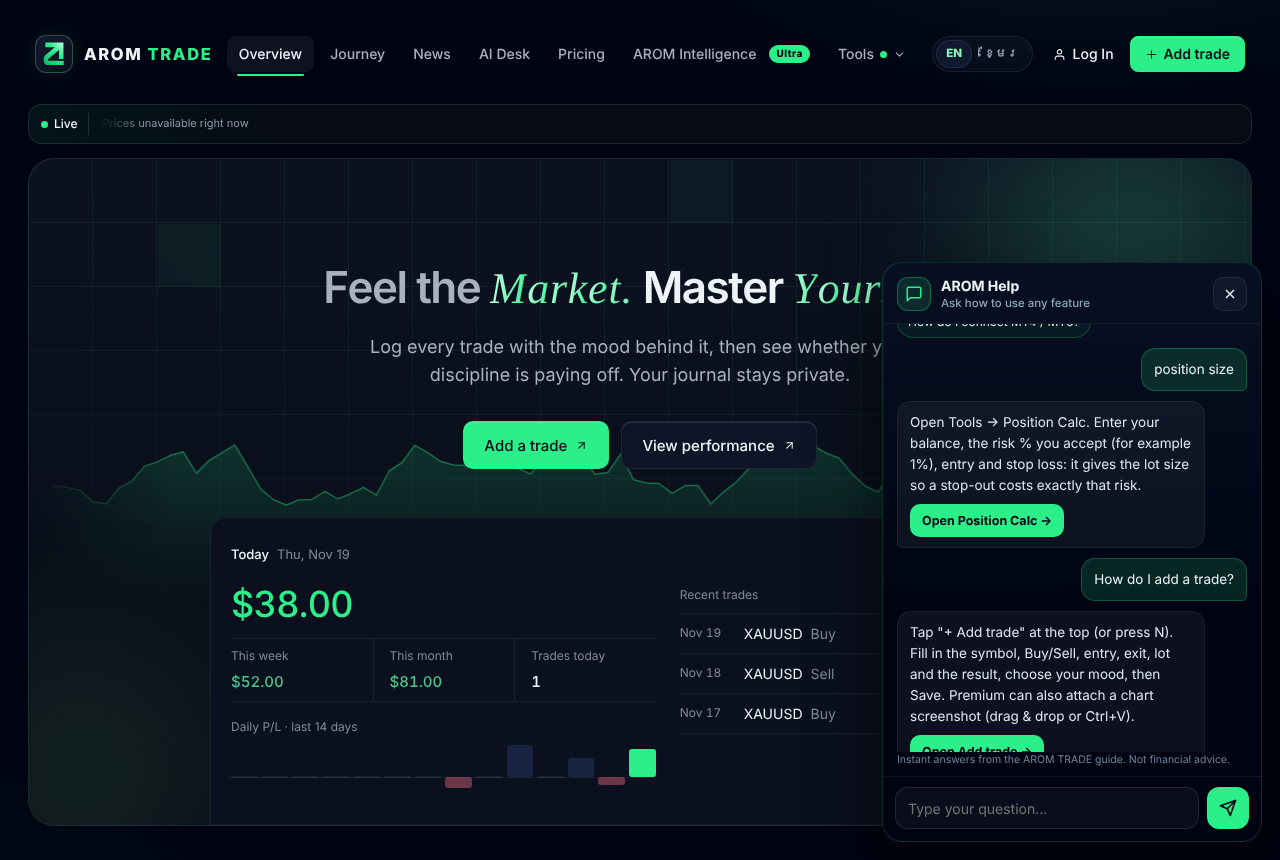 AROM TRADE
Overview
Journey
News
AI Desk
Pricing
AROM Intelligence Ultra
Tools
EN
Log In
+ Add trade
Live
Prices unavailable right now
Feel the Market. Master
Log every trade with the mood behind it, then see whether
discipline is paying off. Your journal stays private.
Add a trade
View performance
Today Thu, Nov 19
$38.00
This week
$52.00
This month
$81.00
Trades today
1
Daily P/L · last 14 days
Recent trades
Nov 19 XAUUSD Buy
Nov 18 XAUUSD Sell
Nov 17 XAUUSD Buy
AROM Help
Ask how to use any feature
How do I connect MT4 / MT5?
position size
Open Tools → Position Calc. Enter your
balance, the risk % you accept (for example
1%), entry and stop loss: it gives the lot size
so a stop-out costs exactly that risk.
Open Position Calc →
How do I add a trade?
Tap "+ Add trade" at the top (or press N).
Fill in the symbol, Buy/Sell, entry, exit, lot
and the result, choose your mood, then
Save. Premium can also attach a chart
screenshot (drag & drop or Ctrl+V).
Open Add trade →
Instant answers from the AROM TRADE guide. Not financial advice.
Type your question...